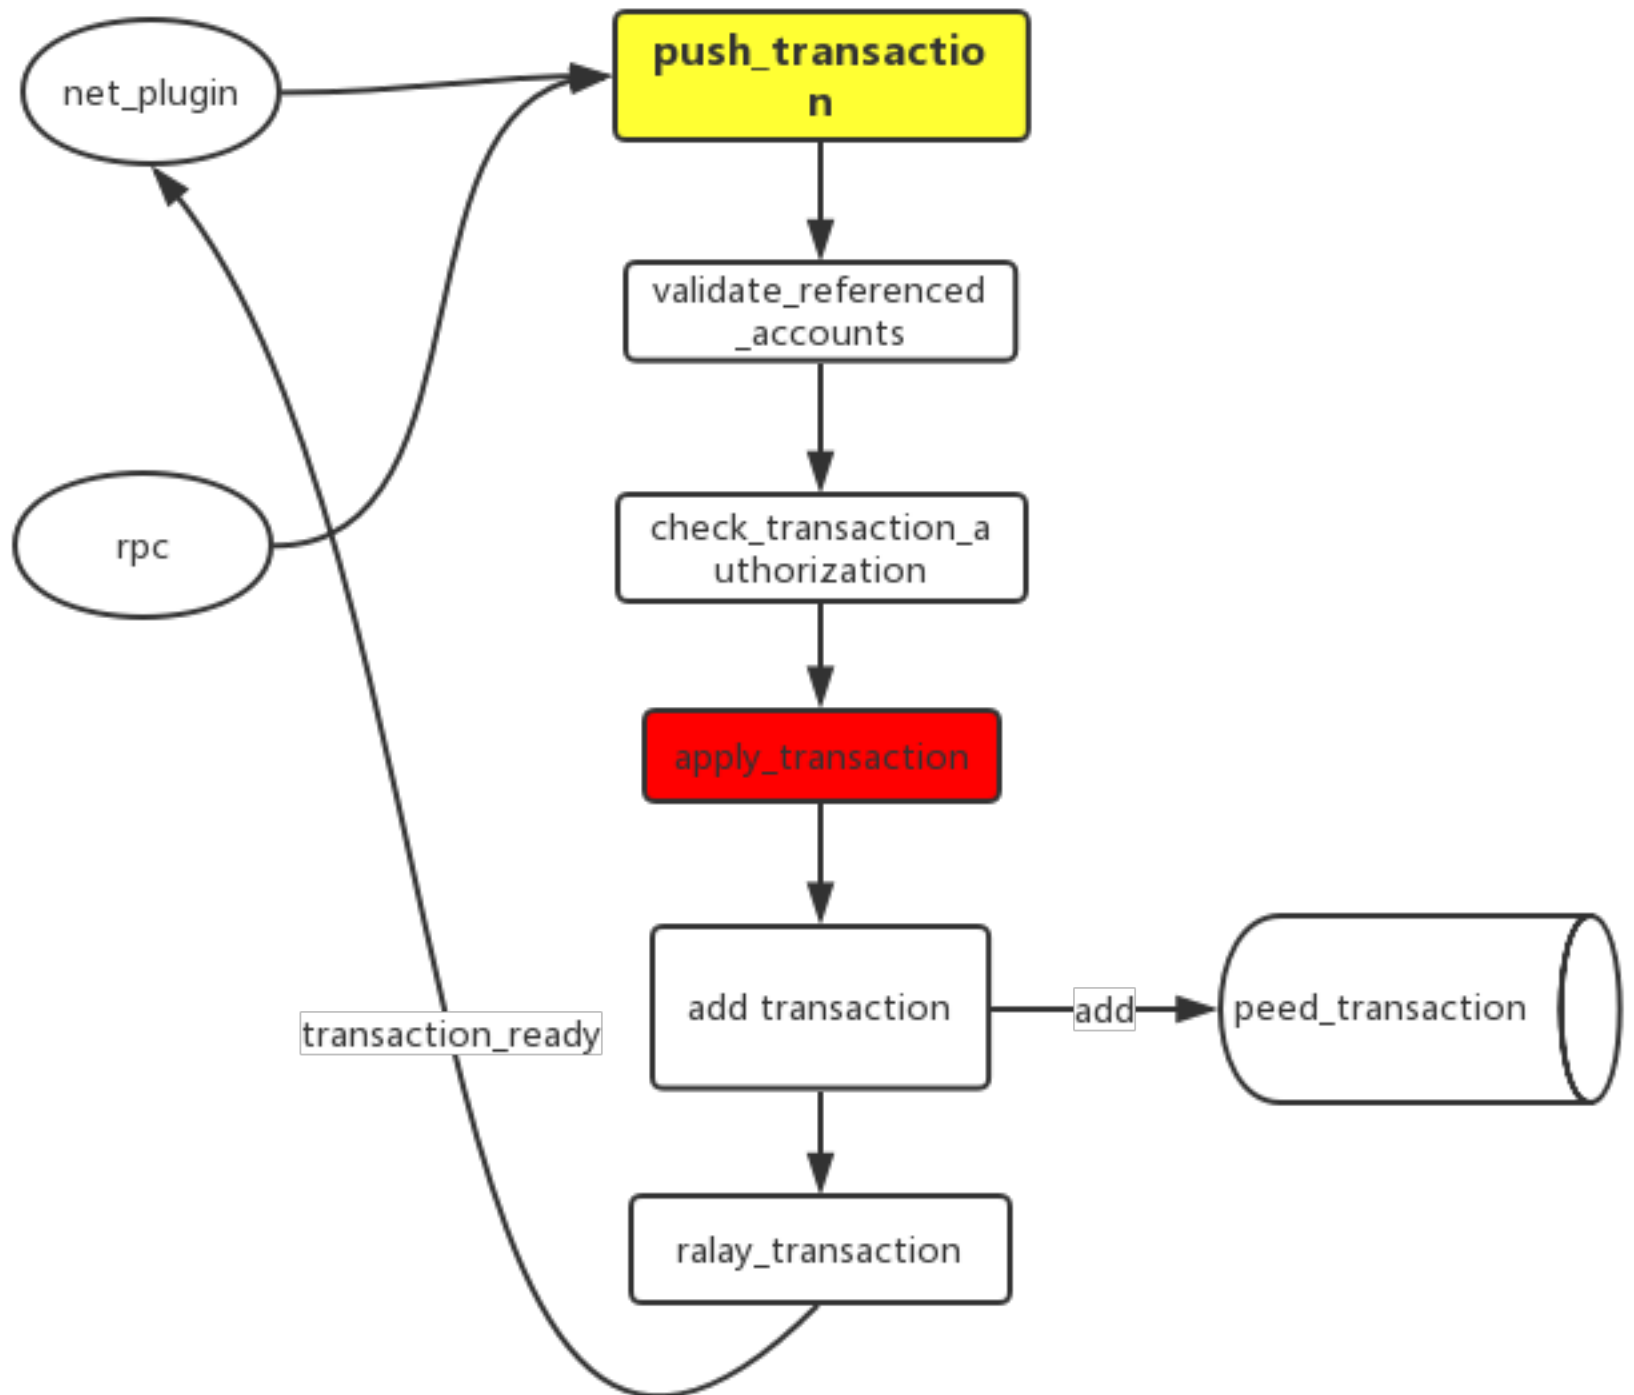 net_plugin
push_transactio
n
validate_referenced
_accounts
rpc
check_transaction_a
uthorization
apply_transaction
add transaction
add
peed_transaction
transaction_ready
ralay_transaction